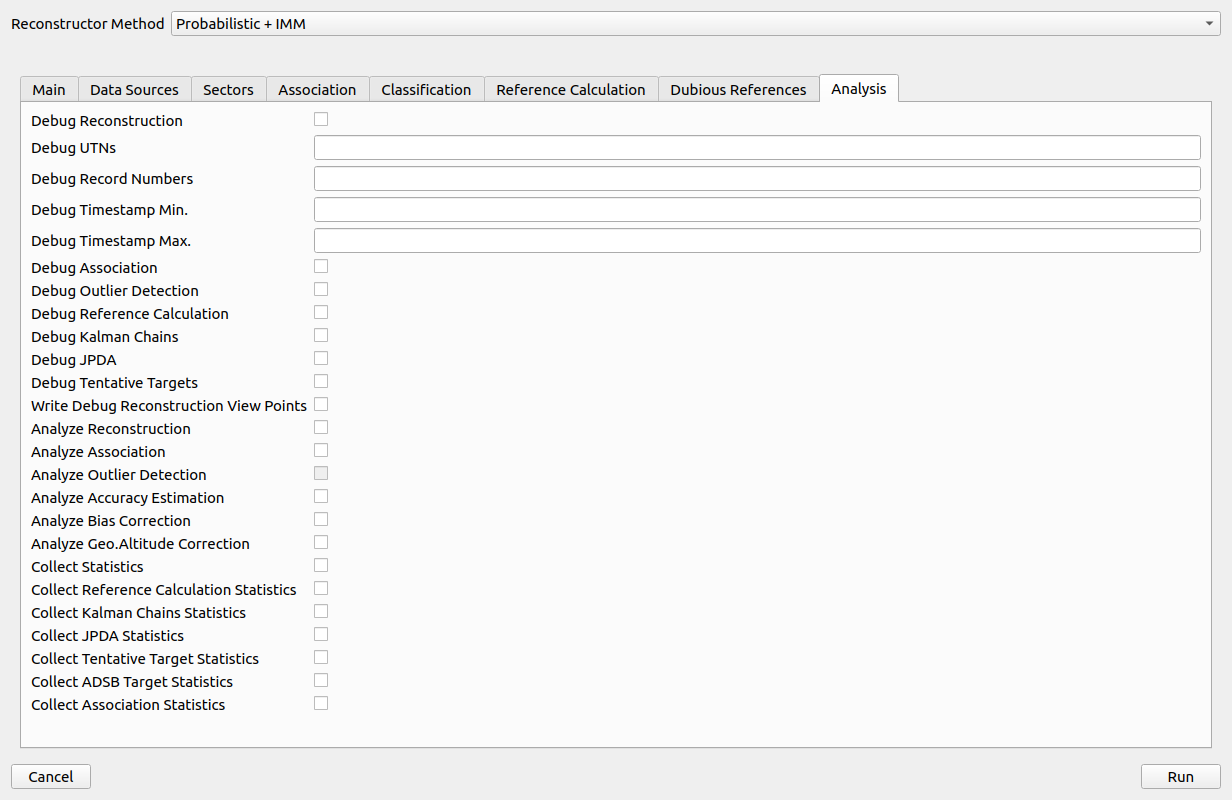 Reconstructor Method Probabilistic + IMM
Main Data Sources Sectors Association Classification Reference Calculation Dubious References Analysis
Debug Reconstruction
Debug UTNs
Debug Record Numbers
Debug Timestamp Min.
Debug Timestamp Max.
Debug Association
Debug Outlier Detection
Debug Reference Calculation
Debug Kalman Chains
Debug JPDA
Debug Tentative Targets
Write Debug Reconstruction View Points
Analyze Reconstruction
Analyze Association
Analyze Outlier Detection
Analyze Accuracy Estimation
Analyze Bias Correction
Analyze Geo.Altitude Correction
Collect Statistics
Collect Reference Calculation Statistics
Collect Kalman Chains Statistics
Collect JPDA Statistics
Collect Tentative Target Statistics
Collect ADSB Target Statistics
Collect Association Statistics
Cancel Run